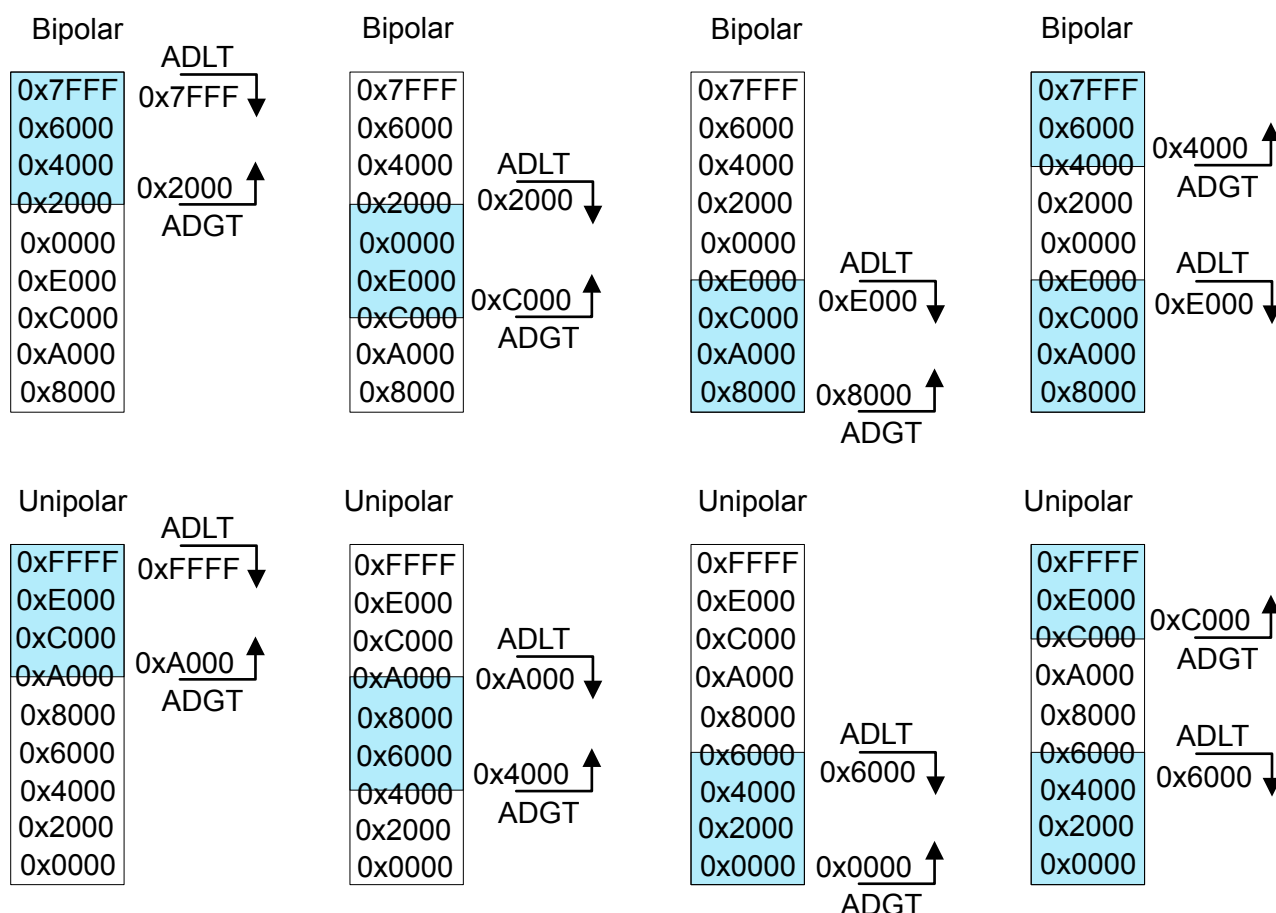 Bipolar
ADLT
0x7FFF
0x7FFF
0x6000
0x4000
0x2000
0x2000
ADGT
0x0000
0xE000
0xC000
0xA000
0x8000
Bipolar
0x7FFF
0x6000
0x4000
ADLT
0x2000
0x2000
0x0000
0xE000
0xC000
0xC000
ADGT
0xA000
0x8000
Bipolar
0x7FFF
0x6000
0x4000
0x2000
0x0000
ADLT
0xE000
0xE000
0xC000
0xA000
0x8000
0x8000
ADGT
Bipolar
0x7FFF
0x6000
0x4000
0x4000
ADGT
0x2000
0x0000
ADLT
0xE000
0xE000
0xC000
0xA000
0x8000
Unipolar
ADLT
0xFFFF
0xFFFF
0xE000
0xC000
0xA000
0xA000
ADGT
0x8000
0x6000
0x4000
0x2000
0x0000
Unipolar
0xFFFF
0xE000
0xC000
ADLT
0xA000
0xA000
0x8000
0x6000
0x4000
0x4000
ADGT
0x2000
0x0000
Unipolar
0xFFFF
0xE000
0xC000
0xA000
0x8000
ADLT
0x6000
0x6000
0x4000
0x2000
0x0000
0x0000
ADGT
Unipolar
0xFFFF
0xE000
0xC000
0xC000
ADGT
0xA000
0x8000
ADLT
0x6000
0x6000
0x4000
0x2000
0x0000